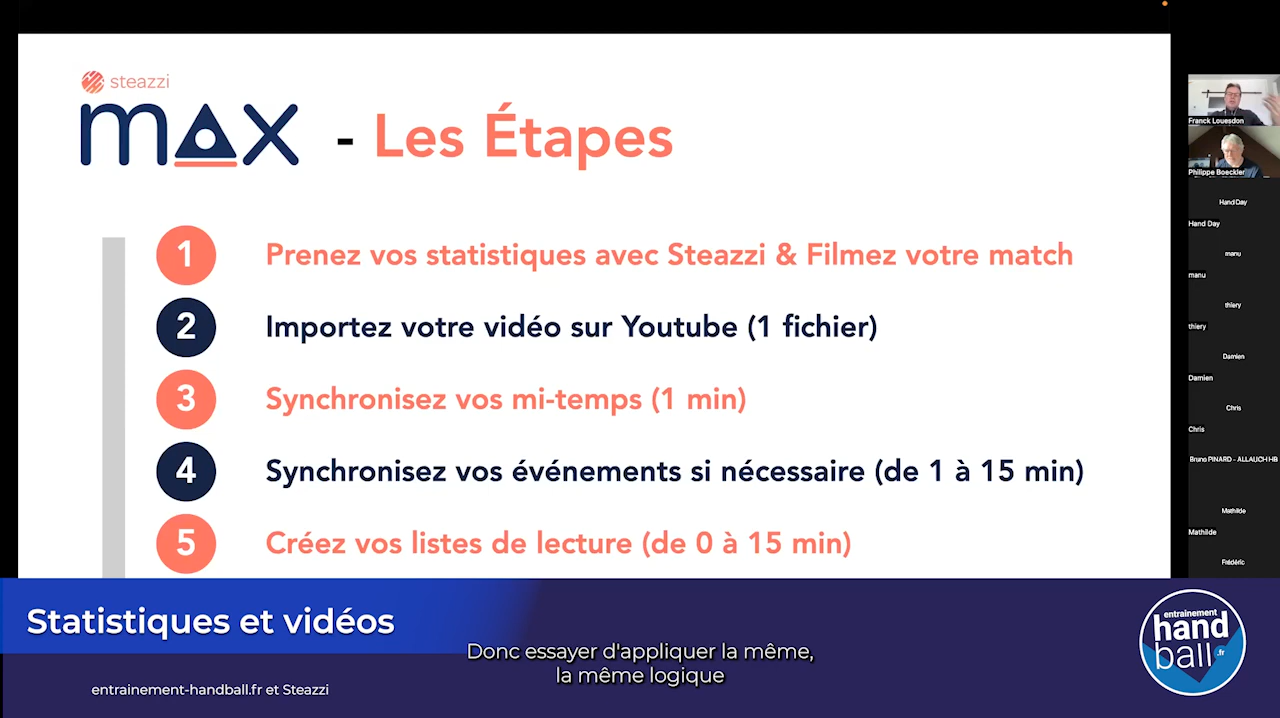 steazzi
max - Les Étapes
1 Prenez vos statistiques avec Steazzi & Filmez votre match
2 Importez votre vidéo sur Youtube (1 fichier)
3 Synchronisez vos mi-temps (1 min)
4 Synchronisez vos événements si nécessaire (de 1 à 15 min)
5 Créez vos listes de lecture (de 0 à 15 min)
Franck Louesdon
Philippe Boeckler
Hand Day
Hand Day
manu
manu
thiery
thiery
Damien
Damien
Chris
Chris
Bruno PINARD - ALLAUCH HB
Mathilde
Mathilde
Frédéric
Statistiques et vidéos
Donc essayer d'appliquer la même,
la même logique
entrainement-handball.fr et Steazzi
entrainement
hand
ball.fr